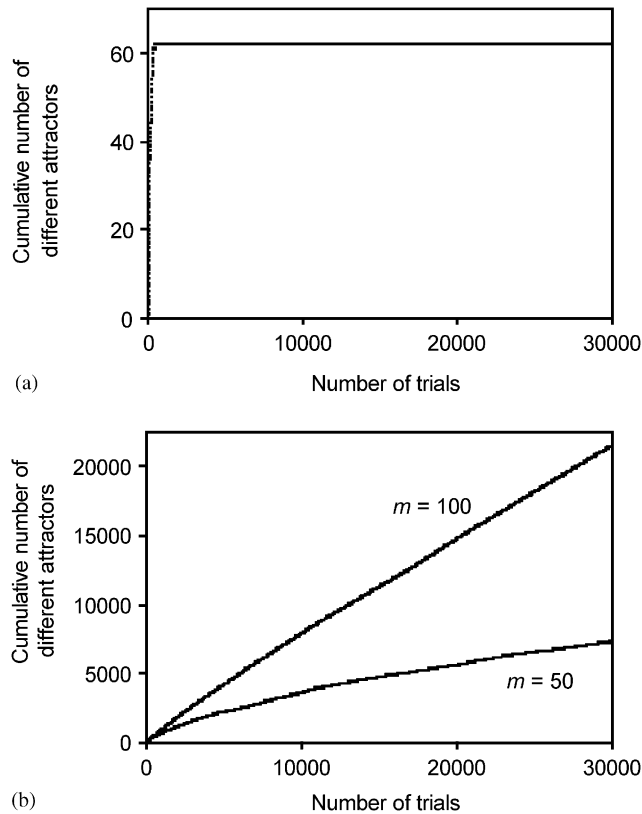 Cumulative number of
different attractors
60
40
20
0
0 10000 20000 30000
Number of trials
(a)
Cumulative number of
different attractors
20000
15000
10000
5000
0
m = 100
m = 50
0 10000 20000 30000
Number of trials
(b)